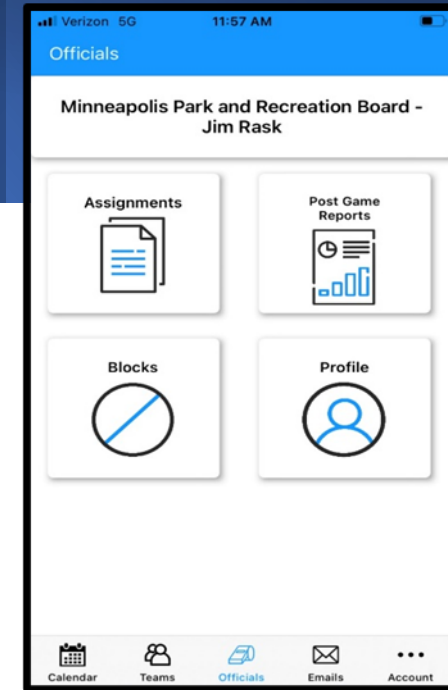 Verizon 5G 11:57 AM
Officials
Minneapolis Park and Recreation Board -
Jim Rask
Assignments
Post Game
Reports
Blocks
Profile
Calendar Teams Officials Emails Account